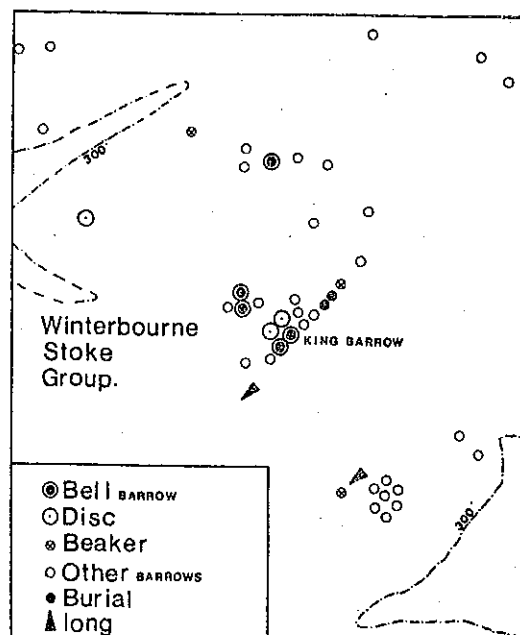 300'
Winterbourne
Stoke
Group.
KING BARROW
300'
Bell BARROW
Disc
Beaker
Other BARROWS
Burial
long